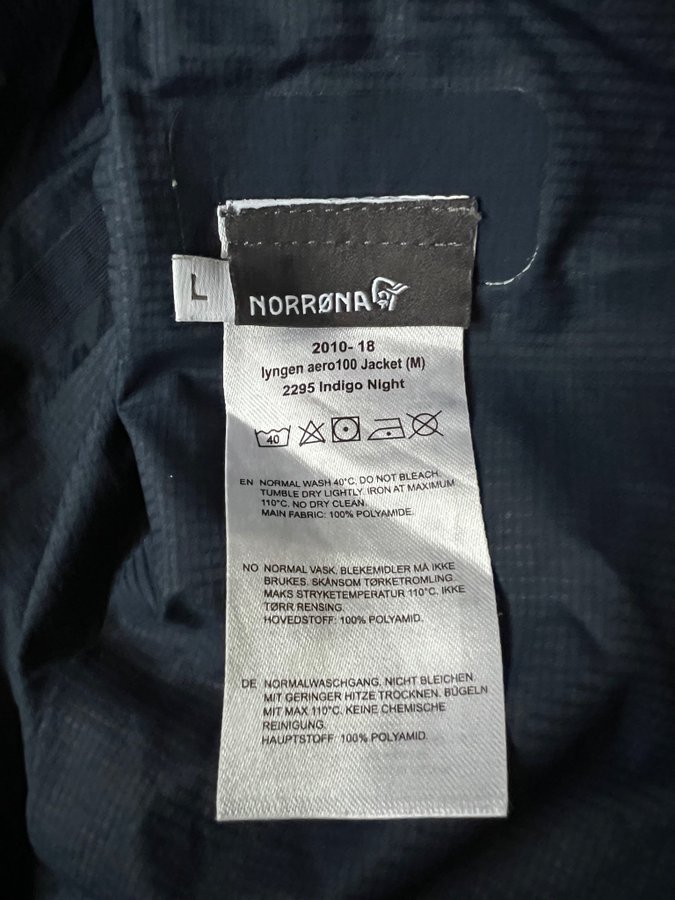 L
NORRØNA
2010- 18
lyngen aero100 Jacket (M)
2295 Indigo Night
40
EN NORMAL WASH 40°C. DO NOT BLEACH.
TUMBLE DRY LIGHTLY. IRON AT MAXIMUM
110°C. NO DRY CLEAN.
MAIN FABRIC: 100% POLYAMIDE.
NO NORMAL VASK. BLEKEMIDLER MÅ IKKE
BRUKES. SKÅNSOM TØRKETROMLING.
MAKS STRYKETEMPERATUR 110°C. IKKE
TØRR RENSING.
HOVEDSTOFF: 100% POLYAMID.
DE NORMALWASCHGANG. NICHT BLEICHEN.
MIT GERINGER HITZE TROCKNEN. BÜGELN
MIT MAX 110°C. KEINE CHEMISCHE
REINIGUNG.
HAUPTSTOFF: 100% POLYAMID.